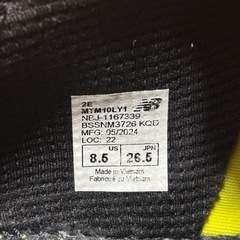 2E
MTM10LY1
NBJ-1167339
BSSNM3726 KQD
MFG: 05/2024
LOC: 22
US JPN
8.5 26.5
Made in Vietnam
Fabriqué au Vietnam